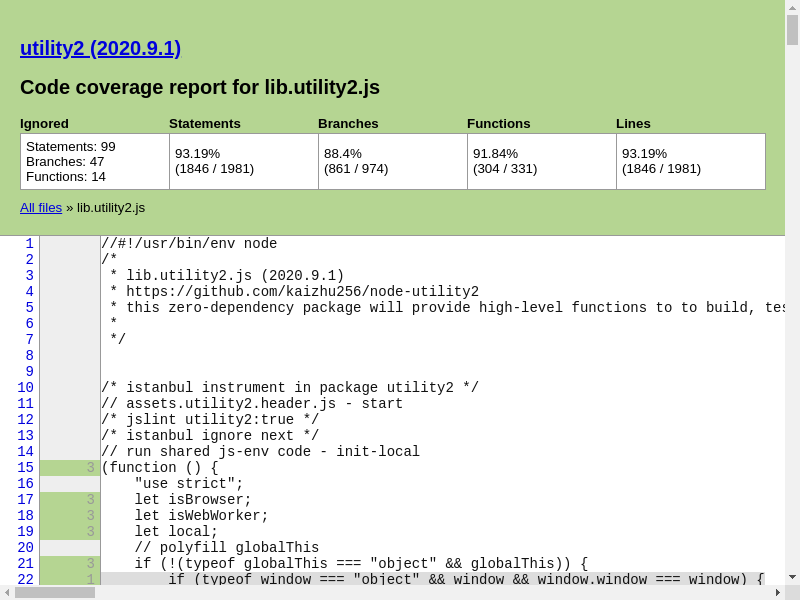 utility2 (2020.9.1)
Code coverage report for lib.utility2.js
Ignored Statements Branches Functions Lines
Statements: 99
Branches: 47
Functions: 14
93.19%
(1846 / 1981)
88.4%
(861 / 974)
91.84%
(304 / 331)
93.19%
(1846 / 1981)
All files » lib.utility2.js
1 //#!/usr/bin/env node
2 /*
3  * lib.utility2.js (2020.9.1)
4  * https://github.com/kaizhu256/node-utility2
5  * this zero-dependency package will provide high-level functions to to build, tes
6  *
7  */
8
9
10 /* istanbul instrument in package utility2 */
11 // assets.utility2.header.js - start
12 /* jslint utility2:true */
13 /* istanbul ignore next */
14 // run shared js-env code - init-local
15 3 (function () {
16     "use strict";
17 3     let isBrowser;
18 3     let isWebWorker;
19 3     let local;
20     // polyfill globalThis
21 3     if (!(typeof globalThis === "object" && globalThis)) {
22 1         if (typeof window === "object" && window && window.window === window) {